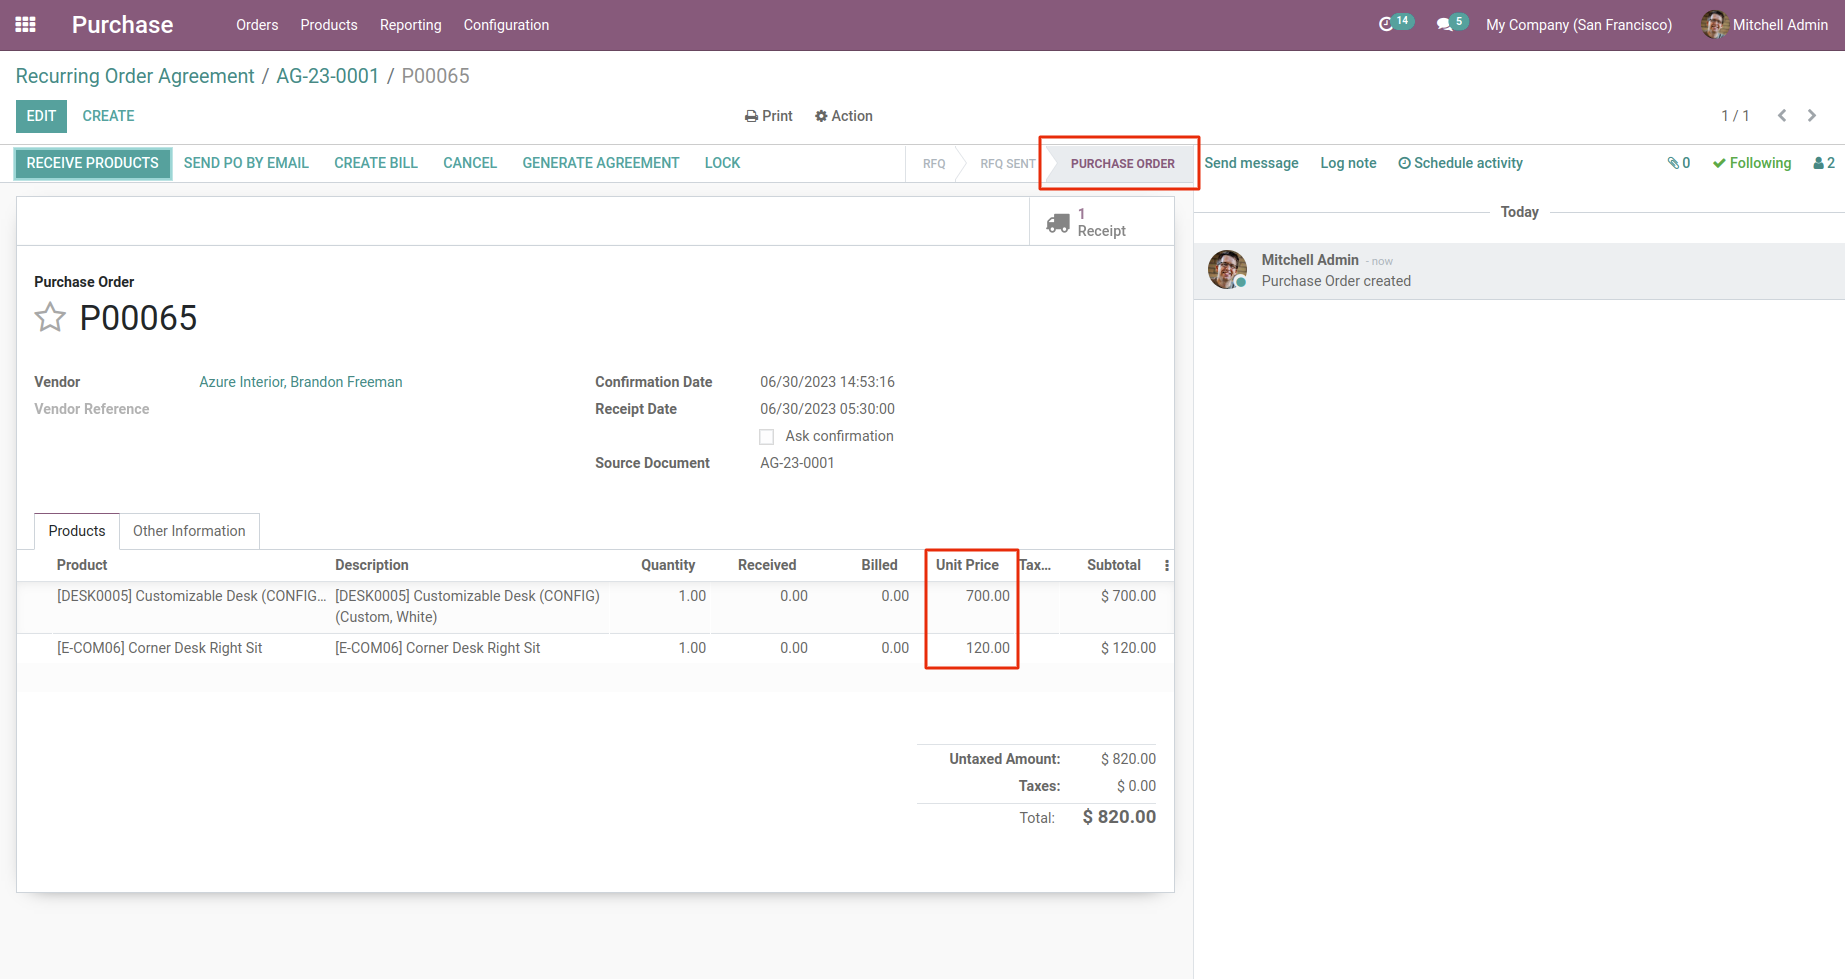 Purchase Orders Products Reporting Configuration 14 5 My Company (San Francisco) Mitchell Admin
Recurring Order Agreement / AG-23-0001 / P00065
EDIT CREATE Print Action 1 / 1
RECEIVE PRODUCTS SEND PO BY EMAIL CREATE BILL CANCEL GENERATE AGREEMENT LOCK RFQ RFQ SENT PURCHASE ORDER Send message Log note Schedule activity 0 Following 2
1
Receipt
Today
Mitchell Admin - now
Purchase Order created
Purchase Order
P00065
Vendor Azure Interior, Brandon Freeman Confirmation Date 06/30/2023 14:53:16
Vendor Reference Receipt Date 06/30/2023 05:30:00
Ask confirmation
Source Document AG-23-0001
Products Other Information
Product Description Quantity Received Billed Unit Price Tax... Subtotal
[DESK0005] Customizable Desk (CONFIG... [DESK0005] Customizable Desk (CONFIG) 1.00 0.00 0.00 700.00 $ 700.00
(Custom, White)
[E-COM06] Corner Desk Right Sit [E-COM06] Corner Desk Right Sit 1.00 0.00 0.00 120.00 $ 120.00
Untaxed Amount: $ 820.00
Taxes: $ 0.00
Total: $ 820.00